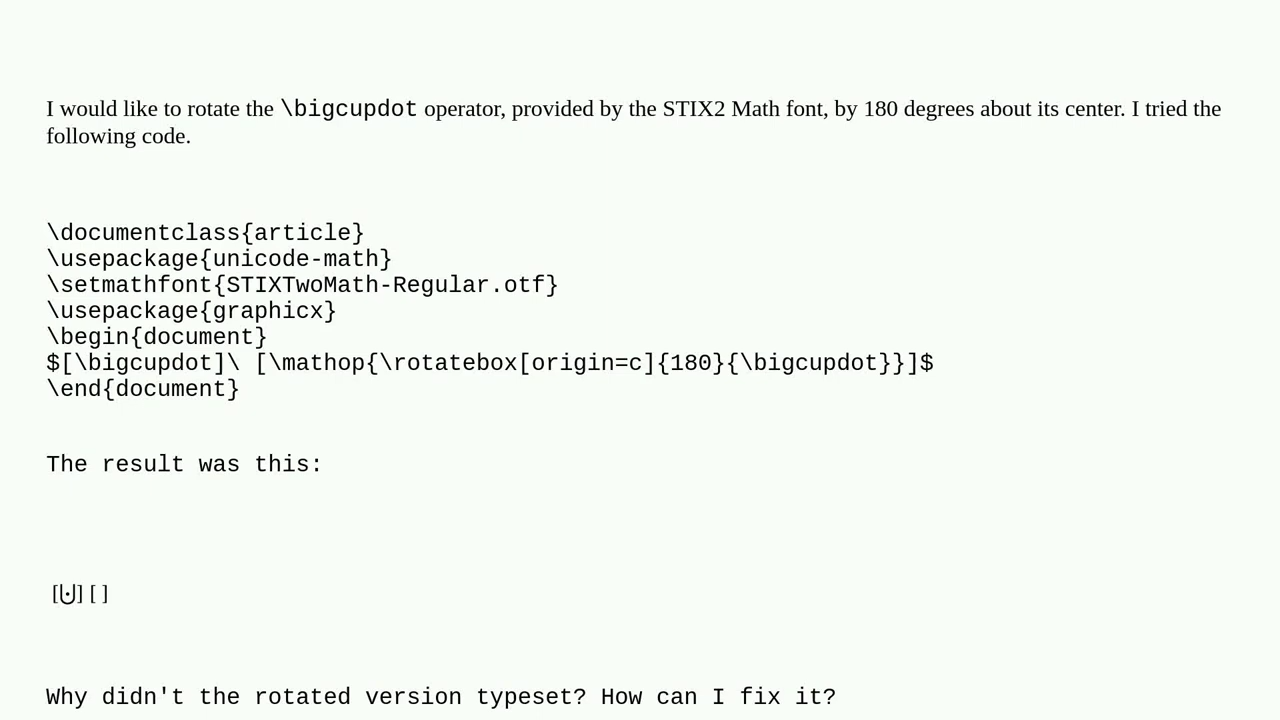 I would like to rotate the \bigcupdot operator, provided by the STIX2 Math font, by 180 degrees about its center. I tried the
following code.
\documentclass{article}
\usepackage{unicode-math}
\setmathfont{STIXTwoMath-Regular.otf}
\usepackage{graphicx}
\begin{document}
$[\bigcupdot]\ [\mathop{\rotatebox[origin=c]{180}{\bigcupdot}}]$
\end{document}
The result was this:
[⨃] [ ]
Why didn't the rotated version typeset? How can I fix it?